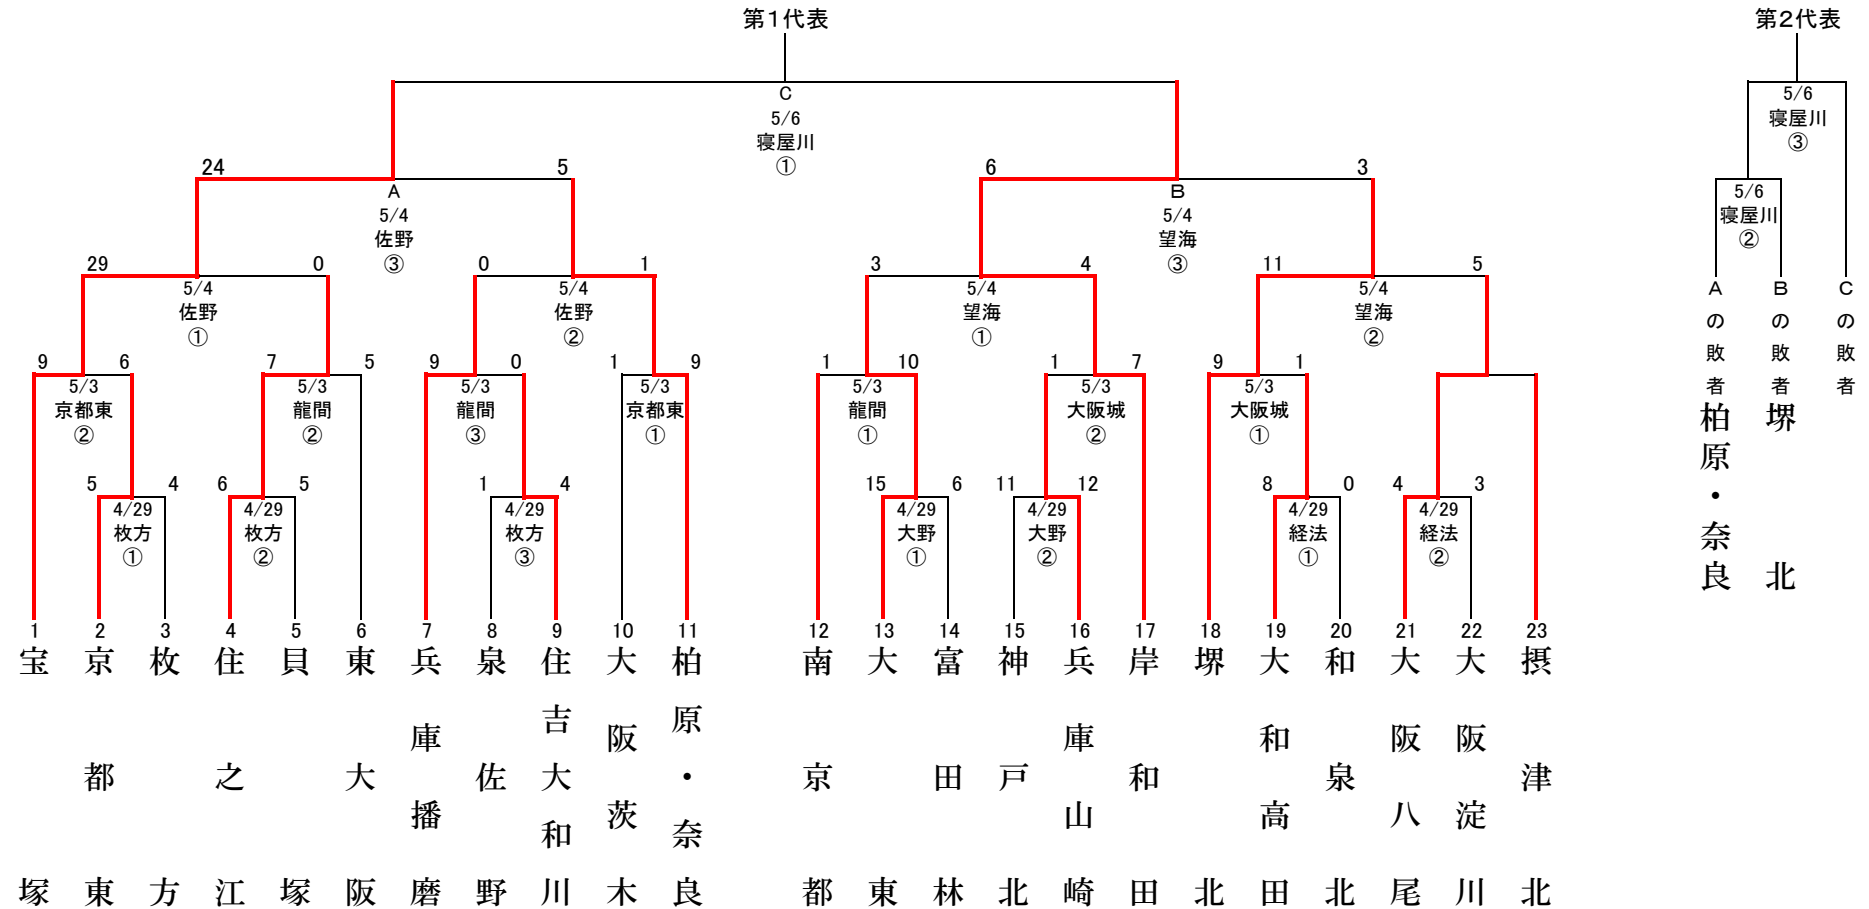 第1代表
第2代表
C
5/6
寝屋川
①
5/6
寝屋川
③
24 5
A
5/4
佐野
③
6 3
B
5/4
望海
③
5/6
寝屋川
②
29 0
5/4
佐野
①
0 1
5/4
佐野
②
3 4
5/4
望海
①
11 5
5/4
望海
②
Aの敗者
Bの敗者
Cの敗者
柏原・奈良
堺北
9 6
5/3
京都東
②
7 5
5/3
龍間
②
9 0
5/3
龍間
③
1 9
5/3
京都東
①
1 10
5/3
龍間
①
1 7
5/3
大阪城
②
9 1
5/3
大阪城
①
5 4
4/29
枚方
①
6 5
4/29
枚方
②
1 4
4/29
枚方
③
15 6
4/29
大野
①
11 12
4/29
大野
②
8 0
4/29
経法
①
4 3
4/29
経法
②
1
宝塚
2
京都東
3
枚方
4
住之江
5
貝塚
6
東大阪
7
兵庫播磨
8
泉佐野
9
住吉大和川
10
大阪茨木
11
柏原・奈良
12
南京都
13
大東
14
富田林
15
神戸北
16
兵庫山崎
17
岸和田
18
堺北
19
大和高田
20
和泉北
21
大阪八尾
22
大阪淀川
23
摂津北